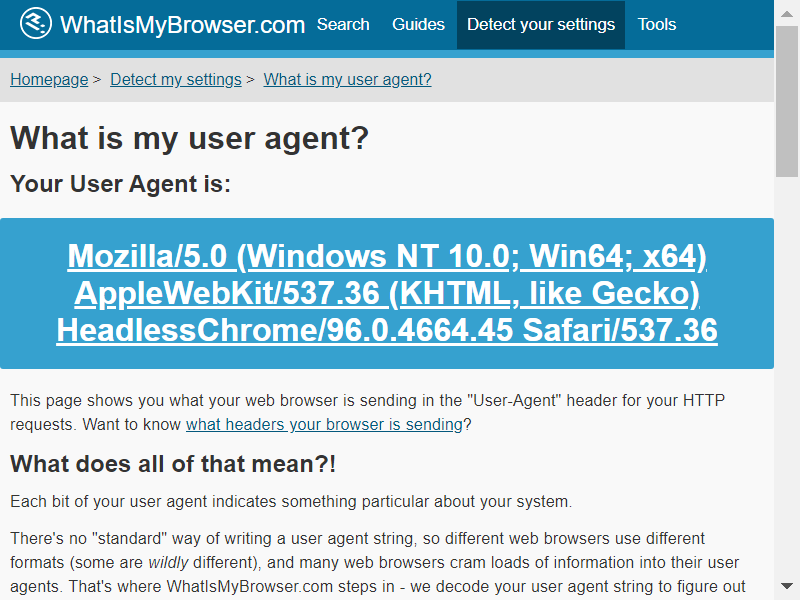 WhatIsMyBrowser.com Search Guides Detect your settings Tools
Homepage > Detect my settings > What is my user agent?
What is my user agent?
Your User Agent is:
Mozilla/5.0 (Windows NT 10.0; Win64; x64)
AppleWebKit/537.36 (KHTML, like Gecko)
HeadlessChrome/96.0.4664.45 Safari/537.36
This page shows you what your web browser is sending in the "User-Agent" header for your HTTP
requests. Want to know what headers your browser is sending?
What does all of that mean?!
Each bit of your user agent indicates something particular about your system.
There's no "standard" way of writing a user agent string, so different web browsers use different
formats (some are wildly different), and many web browsers cram loads of information into their user
agents. That's where WhatIsMyBrowser.com steps in - we decode your user agent string to figure out